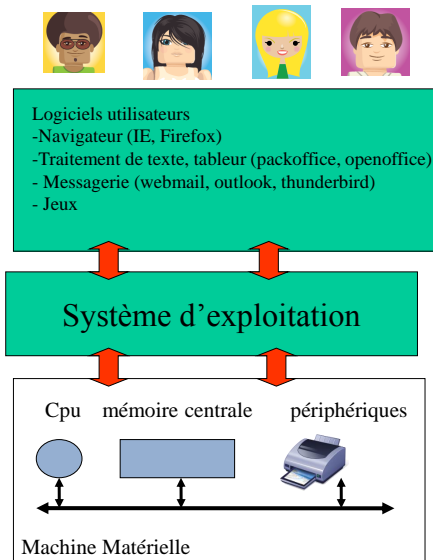 Logiciels utilisateurs
-Navigateur (IE, Firefox)
-Traitement de texte, tableur (packoffice, openoffice)
- Messagerie (webmail, outlook, thunderbird)
- Jeux
Système d’exploitation
Cpu mémoire centrale périphériques
Machine Matérielle